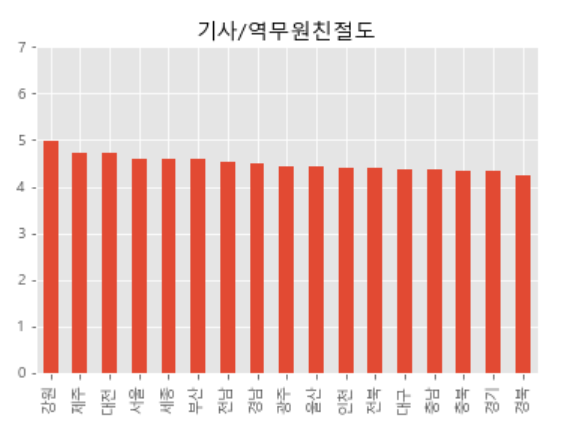 기사/역무원친절도
7
6
5
4
3
2
1
0
강원
제주
대전
서울
세종
부산
전남
경남
광주
울산
인천
전북
대구
충남
충북
경기
경북